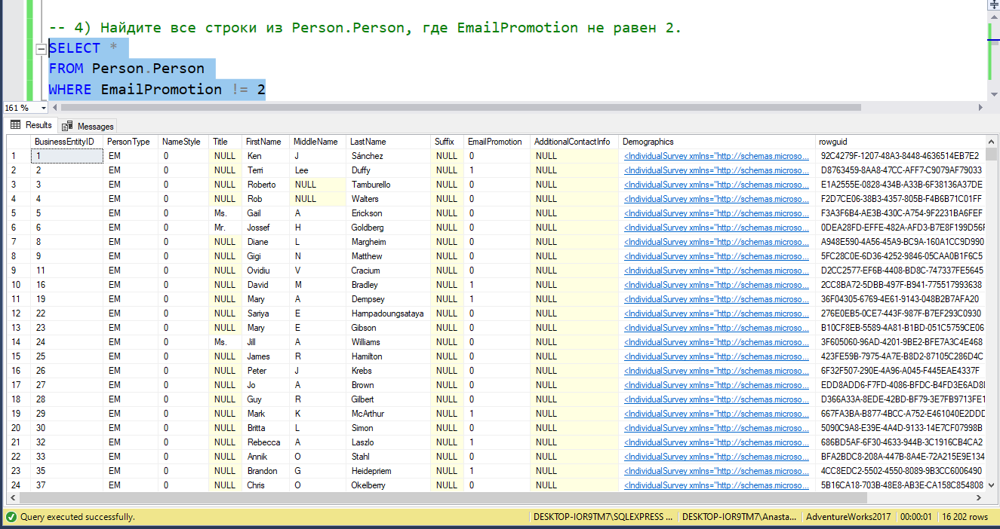 -- 4) Найдите все строки из Person.Person, где EmailPromotion не равен 2.
SELECT *
FROM Person.Person
WHERE EmailPromotion != 2
161 %
Results Messages
BusinessEntityID PersonType NameStyle Title FirstName MiddleName LastName Suffix EmailPromotion AdditionalContactInfo Demographics rowguid
1 1 EM 0 NULL Ken J Sánchez NULL 0 NULL <IndividualSurvey xmlns="http://schemas.microso... 92C4279F-1207-48A3-8448-4636514EB7E2
2 2 EM 0 NULL Terri Lee Duffy NULL 1 NULL <IndividualSurvey xmlns="http://schemas.microso... D8763459-8AA8-47CC-AFF7-C9079AF79033
3 3 EM 0 NULL Roberto NULL Tamburello NULL 0 NULL <IndividualSurvey xmlns="http://schemas.microso... E1A2555E-0828-434B-A33B-6F38136A37DE
4 4 EM 0 NULL Rob NULL Walters NULL 0 NULL <IndividualSurvey xmlns="http://schemas.microso... F2D7CE06-38B3-4357-805B-F4B6B71C01FF
5 5 EM 0 Ms. Gail A Erickson NULL 0 NULL <IndividualSurvey xmlns="http://schemas.microso... F3A3F6B4-AE3B-430C-A754-9F2231BA6FEF
6 6 EM 0 Mr. Jossef H Goldberg NULL 0 NULL <IndividualSurvey xmlns="http://schemas.microso... 0DEA28FD-EFFE-482A-AFD3-B7E8F199D56F
7 8 EM 0 NULL Diane L Margheim NULL 0 NULL <IndividualSurvey xmlns="http://schemas.microso... A948E590-4A56-45A9-BC9A-160A1CC9D990
8 9 EM 0 NULL Gigi N Matthew NULL 0 NULL <IndividualSurvey xmlns="http://schemas.microso... 5FC28C0E-6D36-4252-9846-05CAA0B1F6C5
9 11 EM 0 NULL Ovidiu V Cracium NULL 0 NULL <IndividualSurvey xmlns="http://schemas.microso... D2CC2577-EF6B-4408-BD8C-747337FE5645
10 16 EM 0 NULL David M Bradley NULL 1 NULL <IndividualSurvey xmlns="http://schemas.microso... 2CC8BA72-5DBB-497F-B941-775517993638
11 19 EM 0 NULL Mary A Dempsey NULL 1 NULL <IndividualSurvey xmlns="http://schemas.microso... 36F04305-6769-4E61-9143-048B2B7AFA20
12 22 EM 0 NULL Sariya E Hampadoungsataya NULL 0 NULL <IndividualSurvey xmlns="http://schemas.microso... 276E0EB5-0CE7-443F-987F-B7EF293C0930
13 23 EM 0 NULL Mary E Gibson NULL 0 NULL <IndividualSurvey xmlns="http://schemas.microso... B10CF8EB-5589-4A81-B1BD-051C5759CE06
14 24 EM 0 Ms. Jill A Williams NULL 0 NULL <IndividualSurvey xmlns="http://schemas.microso... 3F605060-96AD-4201-9BE2-BFE7A3C4E468
15 25 EM 0 NULL James R Hamilton NULL 0 NULL <IndividualSurvey xmlns="http://schemas.microso... 423FE59B-7975-4A7E-B8D2-87105C286D4C
16 26 EM 0 NULL Peter J Krebs NULL 0 NULL <IndividualSurvey xmlns="http://schemas.microso... 6F32F507-290E-4A96-A045-F445EAE4337F
17 27 EM 0 NULL Jo A Brown NULL 0 NULL <IndividualSurvey xmlns="http://schemas.microso... EDD8ADD6-F7FD-4086-BFDC-B4FD3E6AD8
18 28 EM 0 NULL Guy R Gilbert NULL 0 NULL <IndividualSurvey xmlns="http://schemas.microso... D366A33A-8EDE-42BD-BF79-3E7FB9713FE1
19 29 EM 0 NULL Mark K McArthur NULL 1 NULL <IndividualSurvey xmlns="http://schemas.microso... 667FA3BA-B877-4BCC-A752-E461040E2DDD
20 30 EM 0 NULL Britta L Simon NULL 0 NULL <IndividualSurvey xmlns="http://schemas.microso... 5090C9A8-E39E-4A4D-9133-14E7CF07998B
21 32 EM 0 NULL Rebecca A Laszlo NULL 1 NULL <IndividualSurvey xmlns="http://schemas.microso... 686BD5AF-6F30-4633-944B-3C1916CB4CA2
22 33 EM 0 NULL Annik O Stahl NULL 0 NULL <IndividualSurvey xmlns="http://schemas.microso... BFA2BDC8-208A-447B-8A4E-72A215E9E134
23 35 EM 0 NULL Brandon G Heidepriem NULL 1 NULL <IndividualSurvey xmlns="http://schemas.microso... 4CC8EDC2-5502-4550-8089-9B3CC6006490
24 37 EM 0 NULL Chris O Okelberry NULL 0 NULL <IndividualSurvey xmlns="http://schemas.microso... 5B16CA18-703B-48E8-AB3E-CA158C854808
Query executed successfully. DESKTOP-IOR9TM7\SQLEXPRESS ... DESKTOP-IOR9TM7\Anasta... AdventureWorks2017 00:00:01 16 202 rows